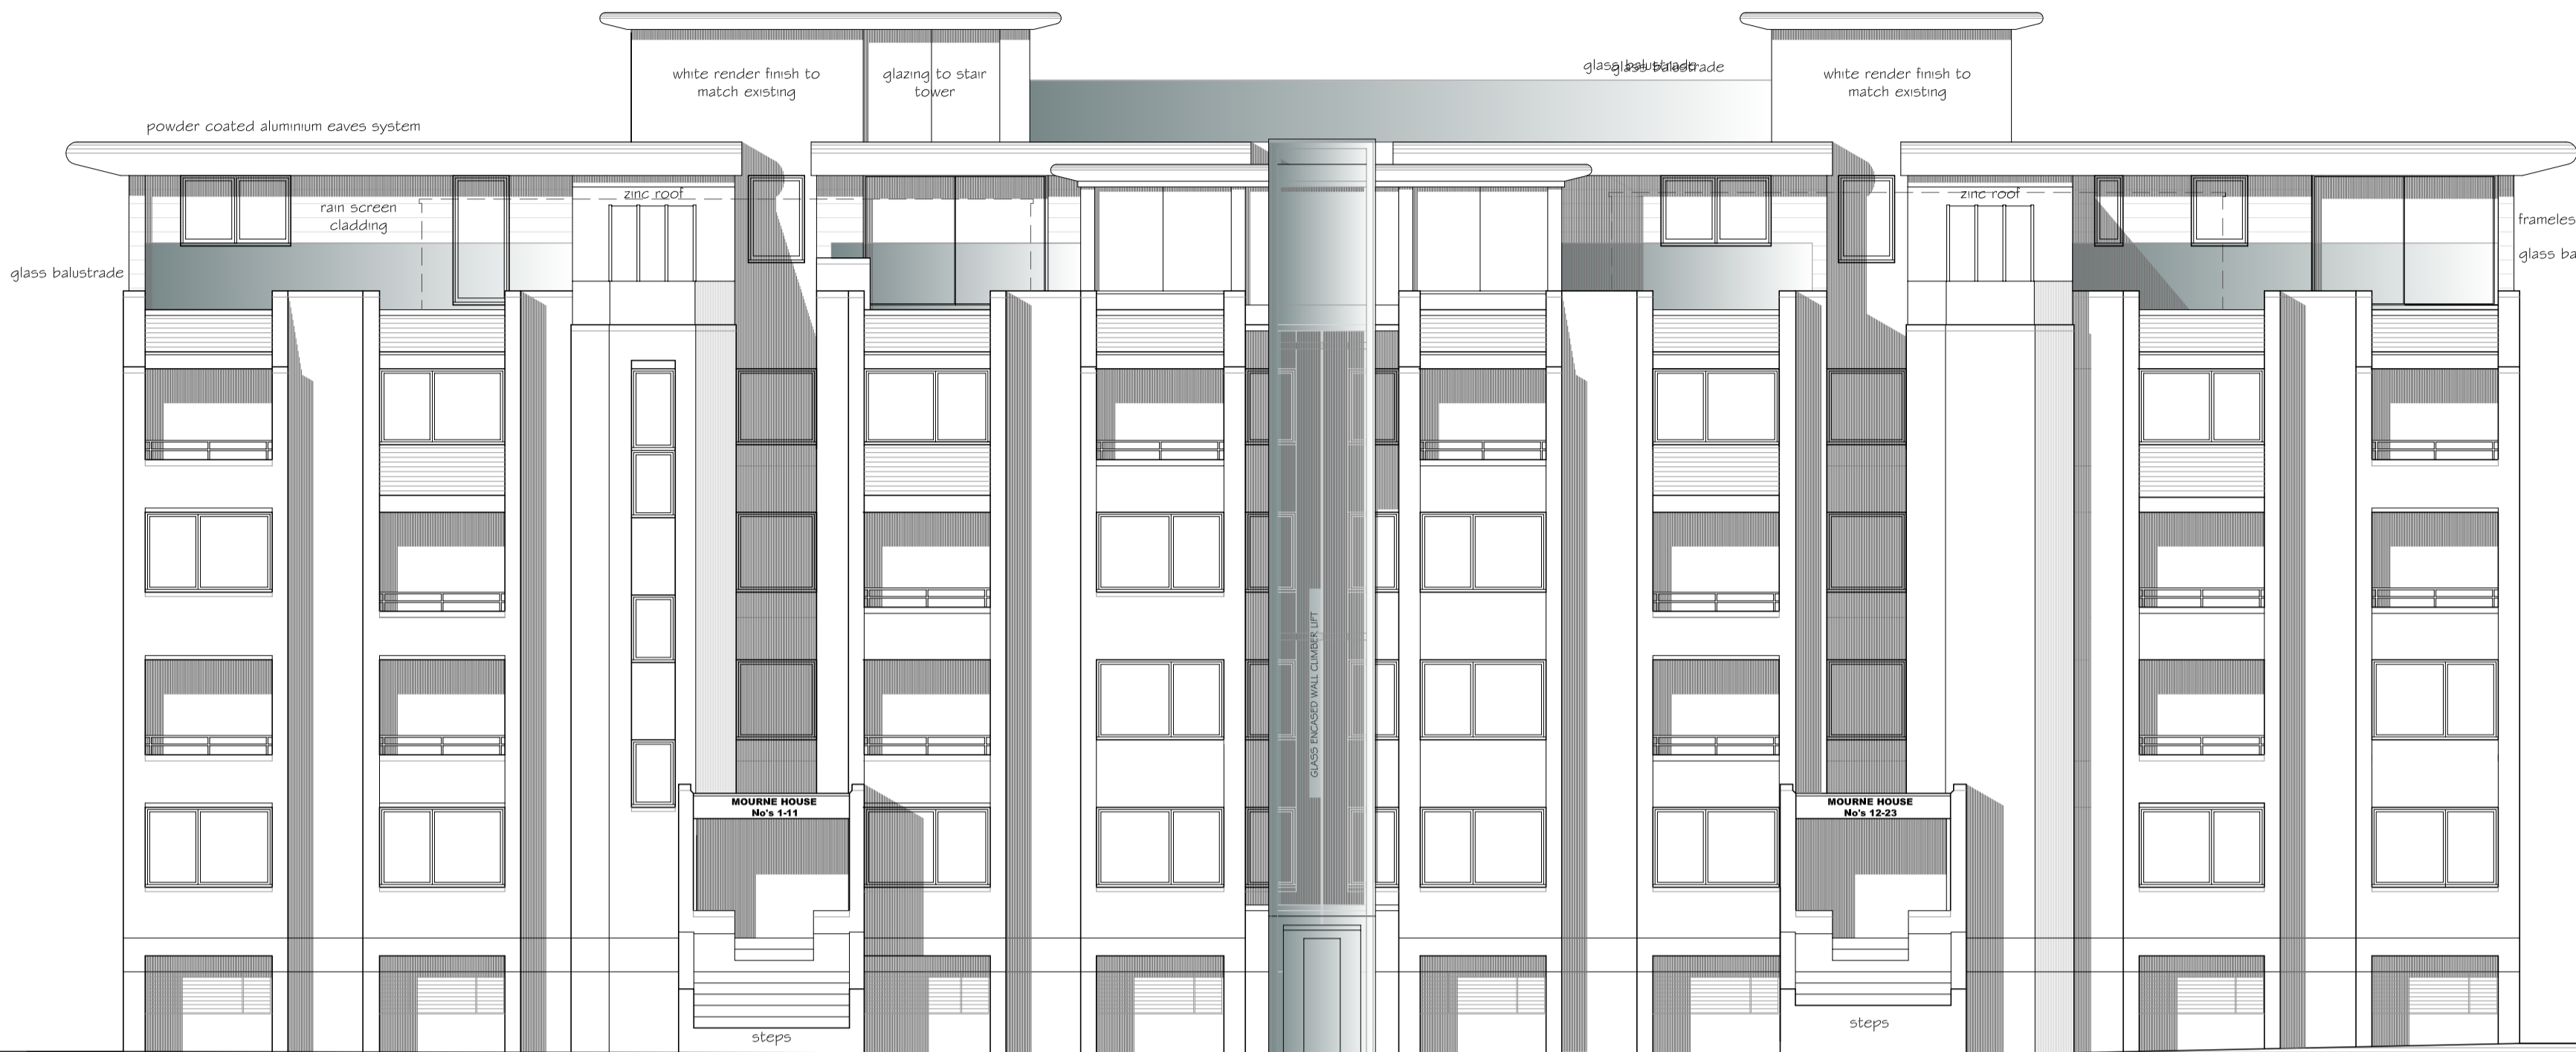 white render finish to
match existing
glazing to stair
tower
glass balustrade
glass balustrade
white render finish to
match existing
powder coated aluminium eaves system
zinc roof
rain screen
cladding
glass balustrade
zinc roof
frameles
glass ba
GLASS ENCASED WALL CLIMBER LIFT
MOURNE HOUSE
No's 1-11
MOURNE HOUSE
No's 12-23
steps
steps